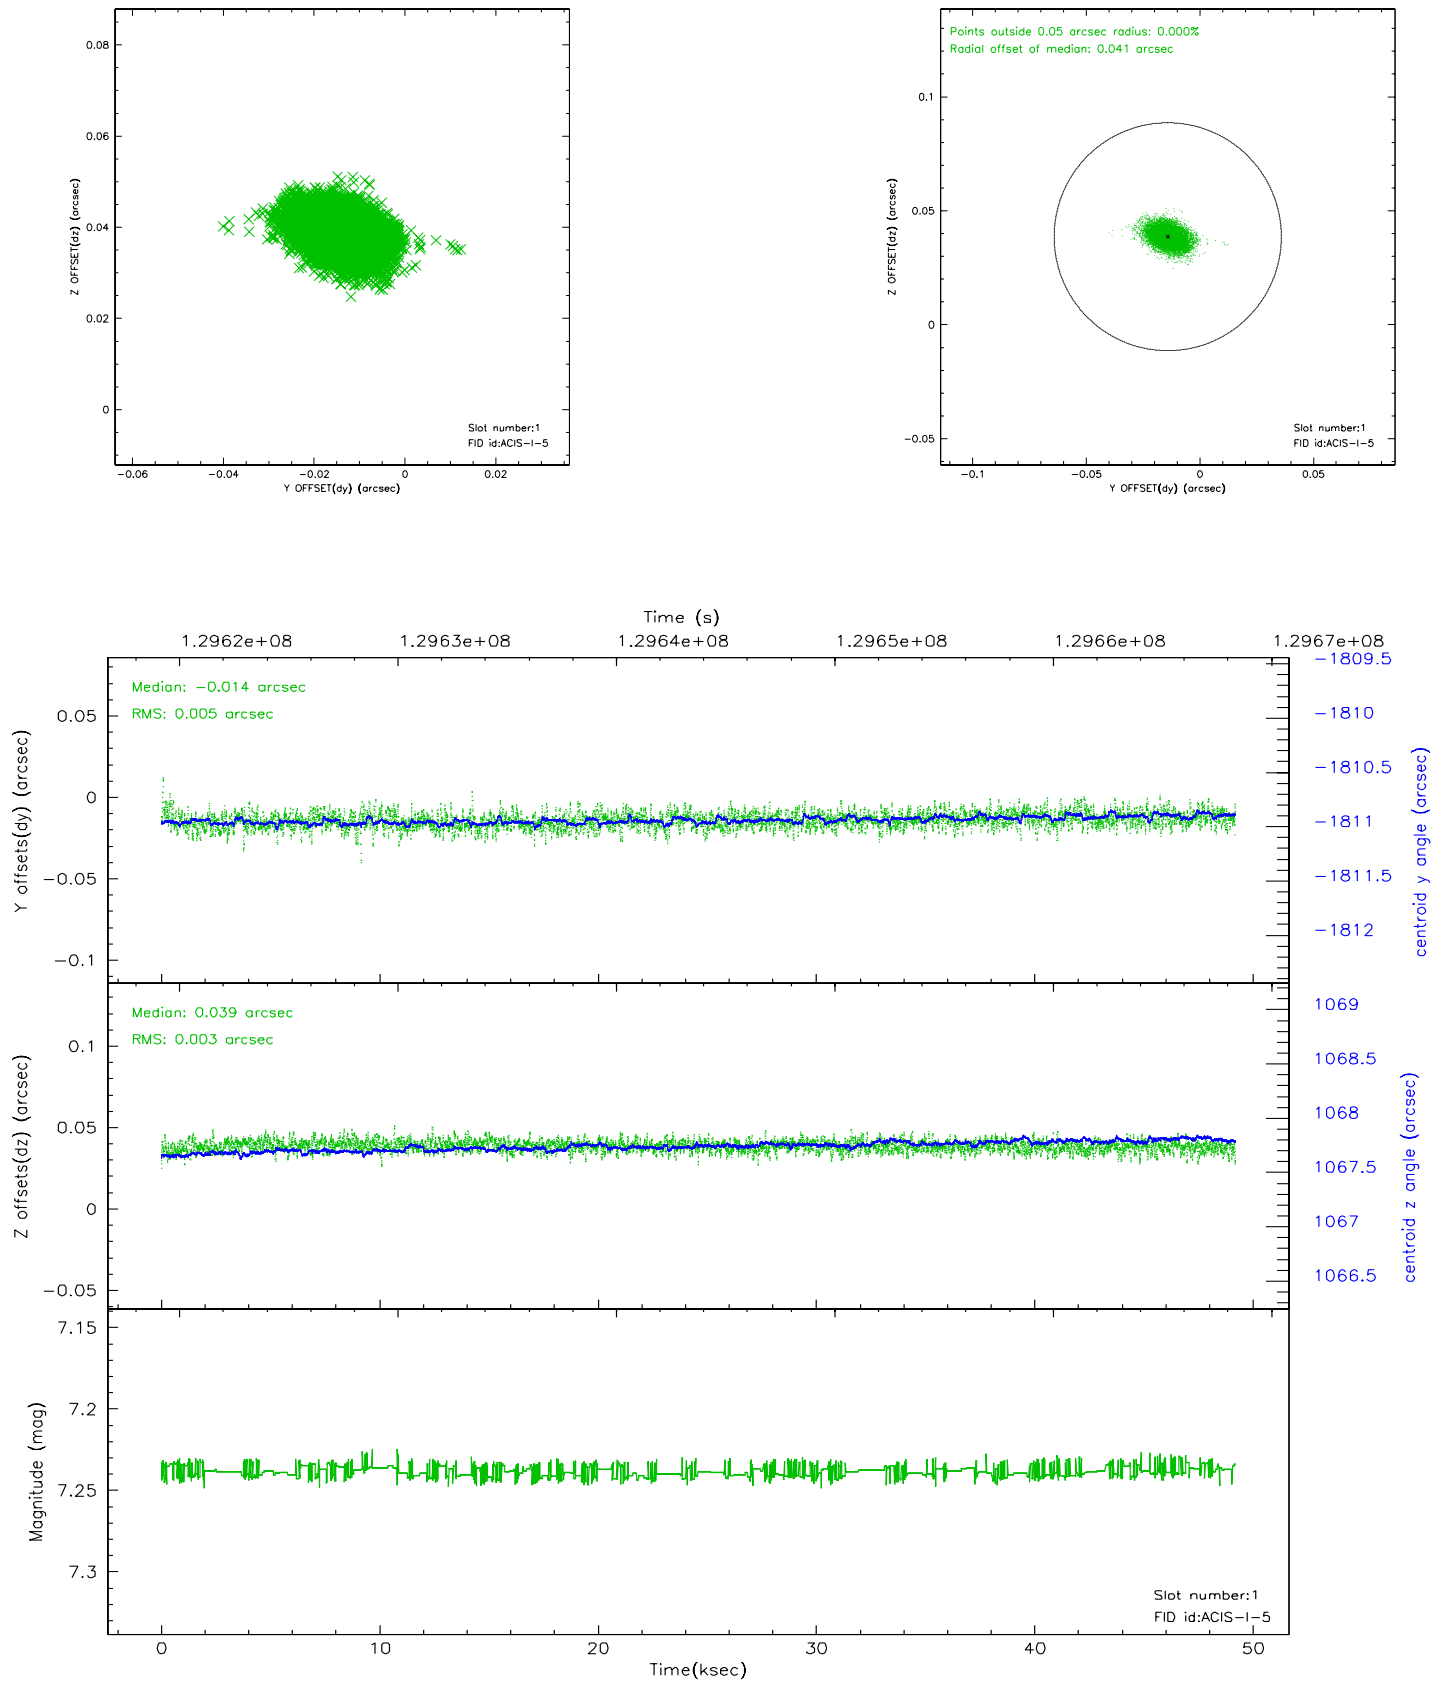 0.08
0.06
0.04
0.02
0
Z OFFSET(dz) (arcsec)
Slot number:1
FID id:ACIS-I-5
-0.06 -0.04 -0.02 0 0.02
Y OFFSET(dy) (arcsec)
Points outside 0.05 arcsec radius: 0.000%
Radial offset of median: 0.041 arcsec
0.1
0.05
0
-0.05
Z OFFSET(dz) (arcsec)
Slot number:1
FID id:ACIS-I-5
-0.1 -0.05 0 0.05
Y OFFSET(dy) (arcsec)
Time (s)
1.2962e+08 1.2963e+08 1.2964e+08 1.2965e+08 1.2966e+08 1.2967e+08
Median: -0.014 arcsec
RMS: 0.005 arcsec
0.05
0
-0.05
-0.1
Y offsets(dy) (arcsec)
-1809.5
-1810
-1810.5
-1811
-1811.5
-1812
centroid y angle (arcsec)
Median: 0.039 arcsec
RMS: 0.003 arcsec
0.1
0.05
0
-0.05
Z offsets(dz) (arcsec)
1069
1068.5
1068
1067.5
1067
1066.5
centroid z angle (arcsec)
7.15
7.2
7.25
7.3
Magnitude (mag)
Slot number:1
FID id:ACIS-I-5
0 10 20 30 40 50
Time(ksec)